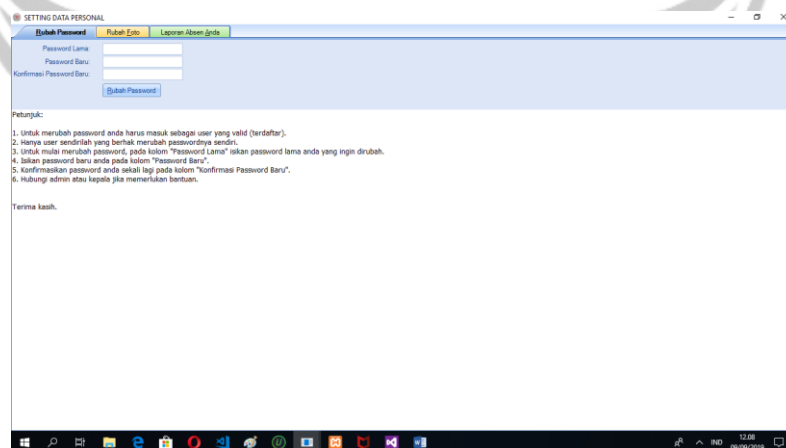 SETTING DATA PERSONAL
Rubah Password Rubah Foto Laporan Absen Anda
Password Lama:
Password Baru:
Konfirmasi Password Baru:
Rubah Password
Petunjuk:
1. Untuk merubah password anda harus masuk sebagai user yang valid (terdaftar).
2. Hanya user sendirilah yang berhak merubah passwordnya sendiri.
3. Untuk mulai merubah password, pada kolom "Password Lama" isikan password lama anda yang ingin dirubah.
4. Isikan password baru anda pada kolom "Password Baru".
5. Konfirmasikan password anda sekali lagi pada kolom "Konfirmasi Password Baru".
6. Hubungi admin atau kepala jika memerlukan bantuan.
Terima kasih.
IND
12.08
09/09/2019